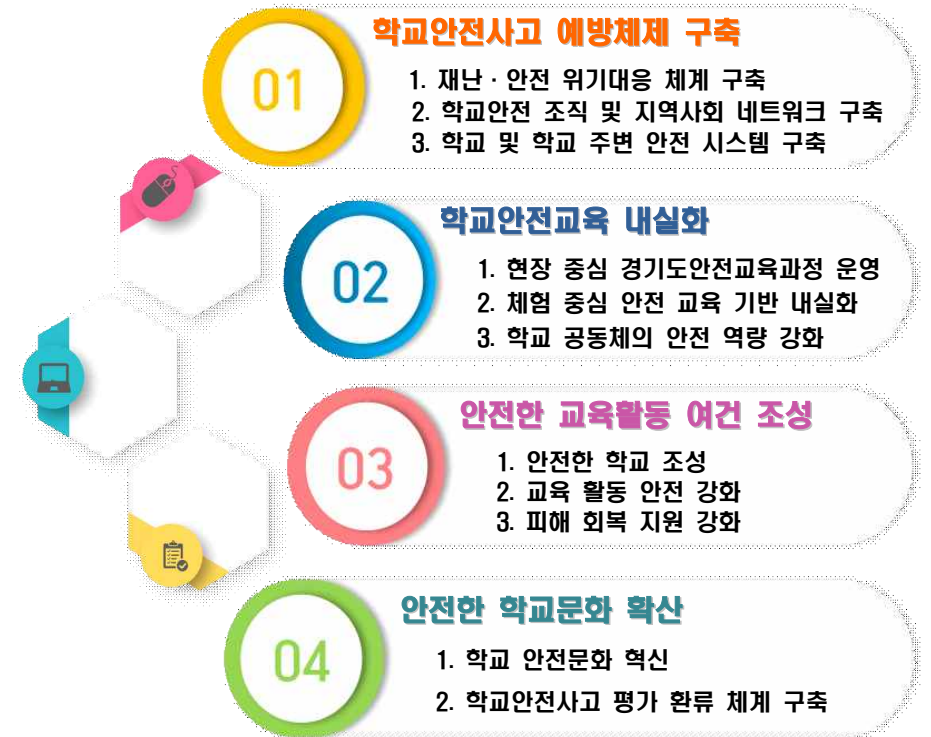 01
학교안전사고 예방체제 구축
1. 재난·안전 위기대응 체계 구축
2. 학교안전 조직 및 지역사회 네트워크 구축
3. 학교 및 학교 주변 안전 시스템 구축
02
학교안전교육 내실화
1. 현장 중심 경기도안전교육과정 운영
2. 체험 중심 안전 교육 기반 내실화
3. 학교 공동체의 안전 역량 강화
03
안전한 교육활동 여건 조성
1. 안전한 학교 조성
2. 교육 활동 안전 강화
3. 피해 회복 지원 강화
04
안전한 학교문화 확산
1. 학교 안전문화 혁신
2. 학교안전사고 평가 환류 체계 구축